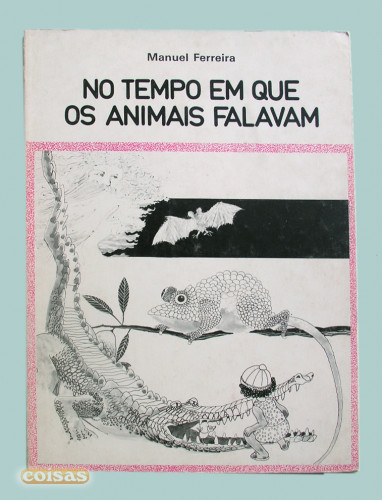 Manuel Ferreira
NO TEMPO EM QUE
OS ANIMAIS FALAVAM
coisas